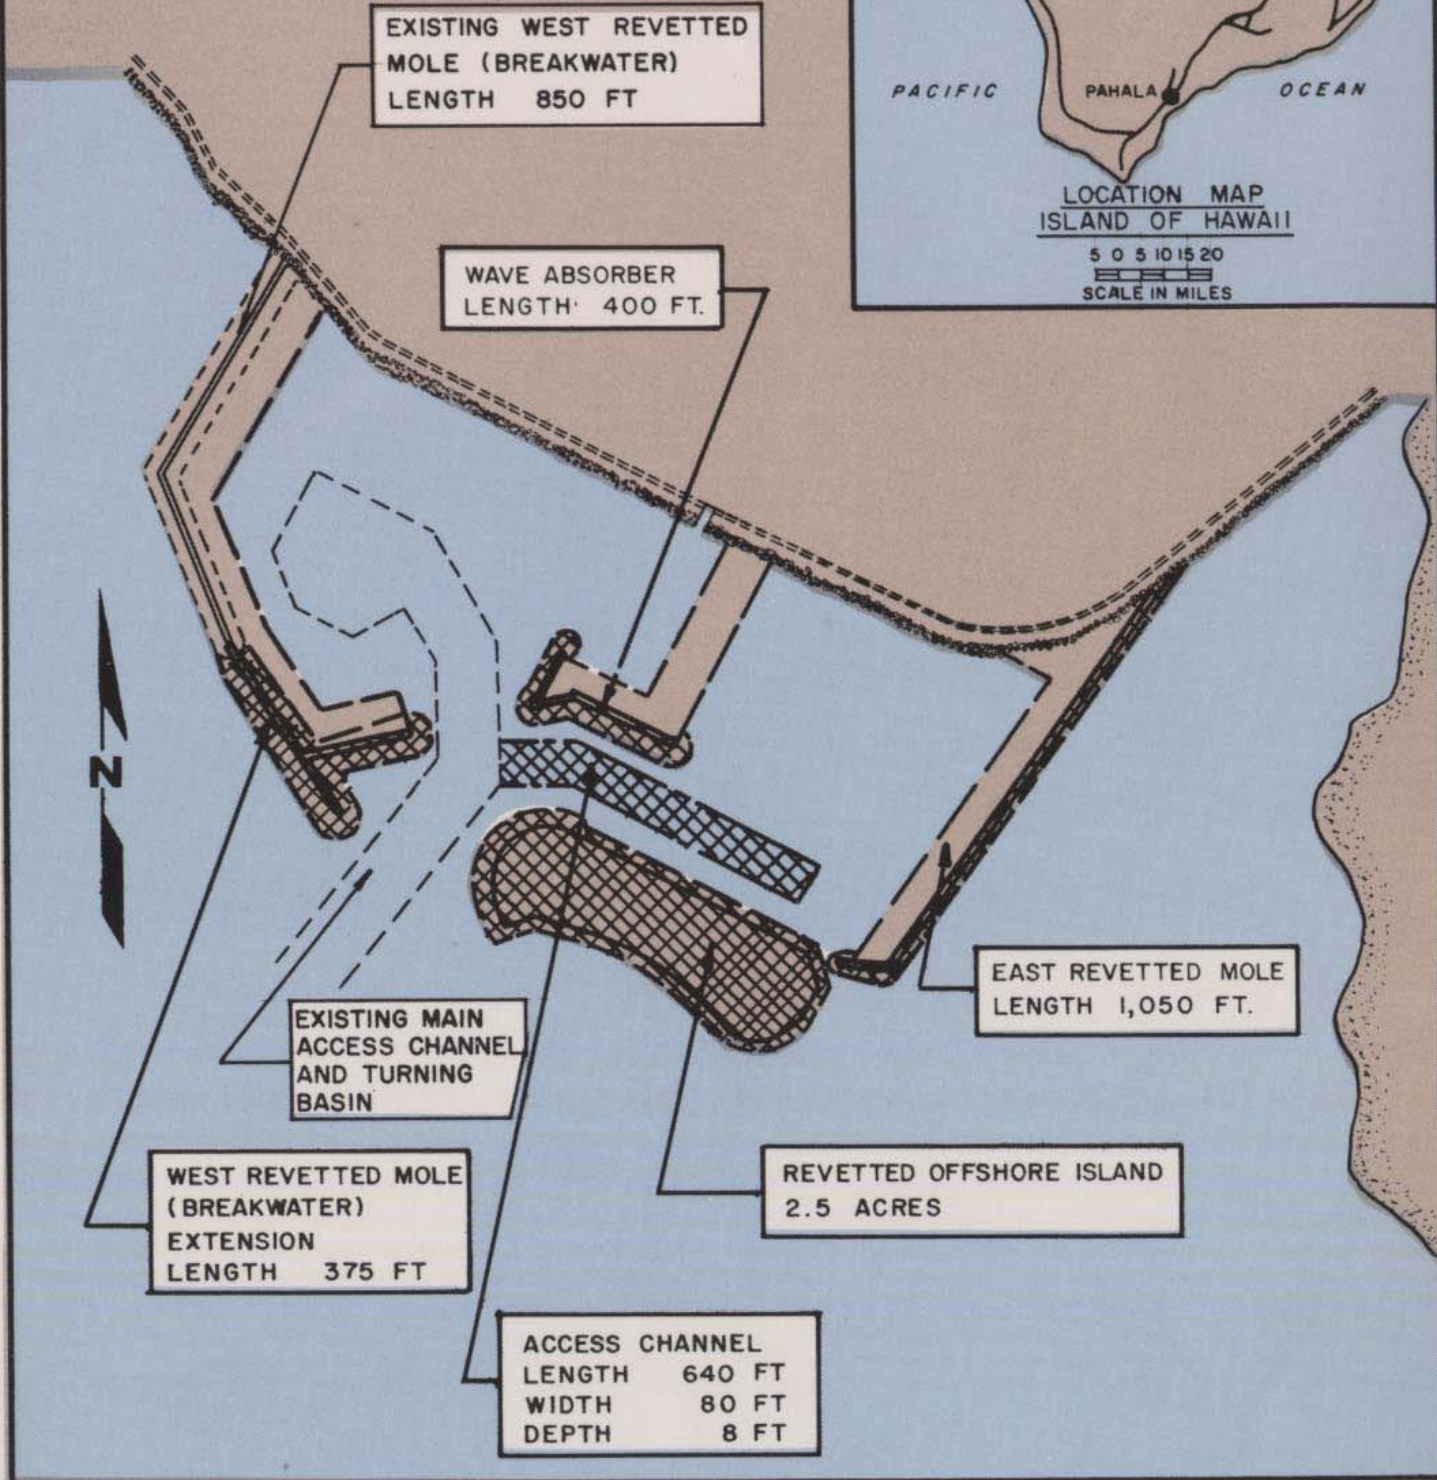 EXISTING WEST REVETTED
MOLE (BREAKWATER)
LENGTH 850 FT
PACIFIC
PAHALA
OCEAN
LOCATION MAP
ISLAND OF HAWAII
5 0 5 10 15 20
SCALE IN MILES
WAVE ABSORBER
LENGTH 400 FT.
N
EAST REVETTED MOLE
LENGTH 1,050 FT.
EXISTING MAIN
ACCESS CHANNEL
AND TURNING
BASIN
WEST REVETTED MOLE
(BREAKWATER)
EXTENSION
LENGTH 375 FT
REVETTED OFFSHORE ISLAND
2.5 ACRES
ACCESS CHANNEL
LENGTH 640 FT
WIDTH 80 FT
DEPTH 8 FT